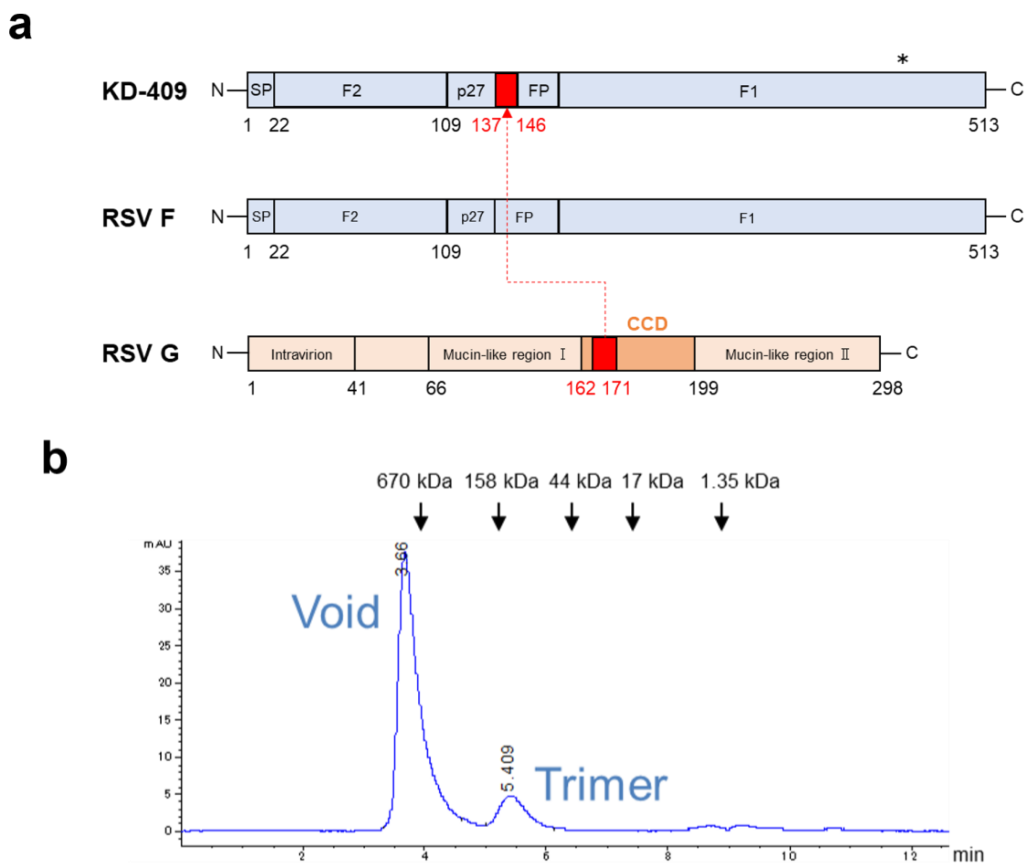 a
*
KD-409 N SP F2 p27 FP F1 C
1 22 109 137 146 513
RSV F N SP F2 p27 FP F1 C
1 22 109 513
CCD
RSV G N Intravirion Mucin-like region Ⅰ Mucin-like region Ⅱ C
1 41 66 162 171 199 298
b
670 kDa 158 kDa 44 kDa 17 kDa 1.35 kDa
mAU
3.66
35
Void
30
25
20
15
10
5.409
Trimer
5
0
2 4 6 8 10 12 min